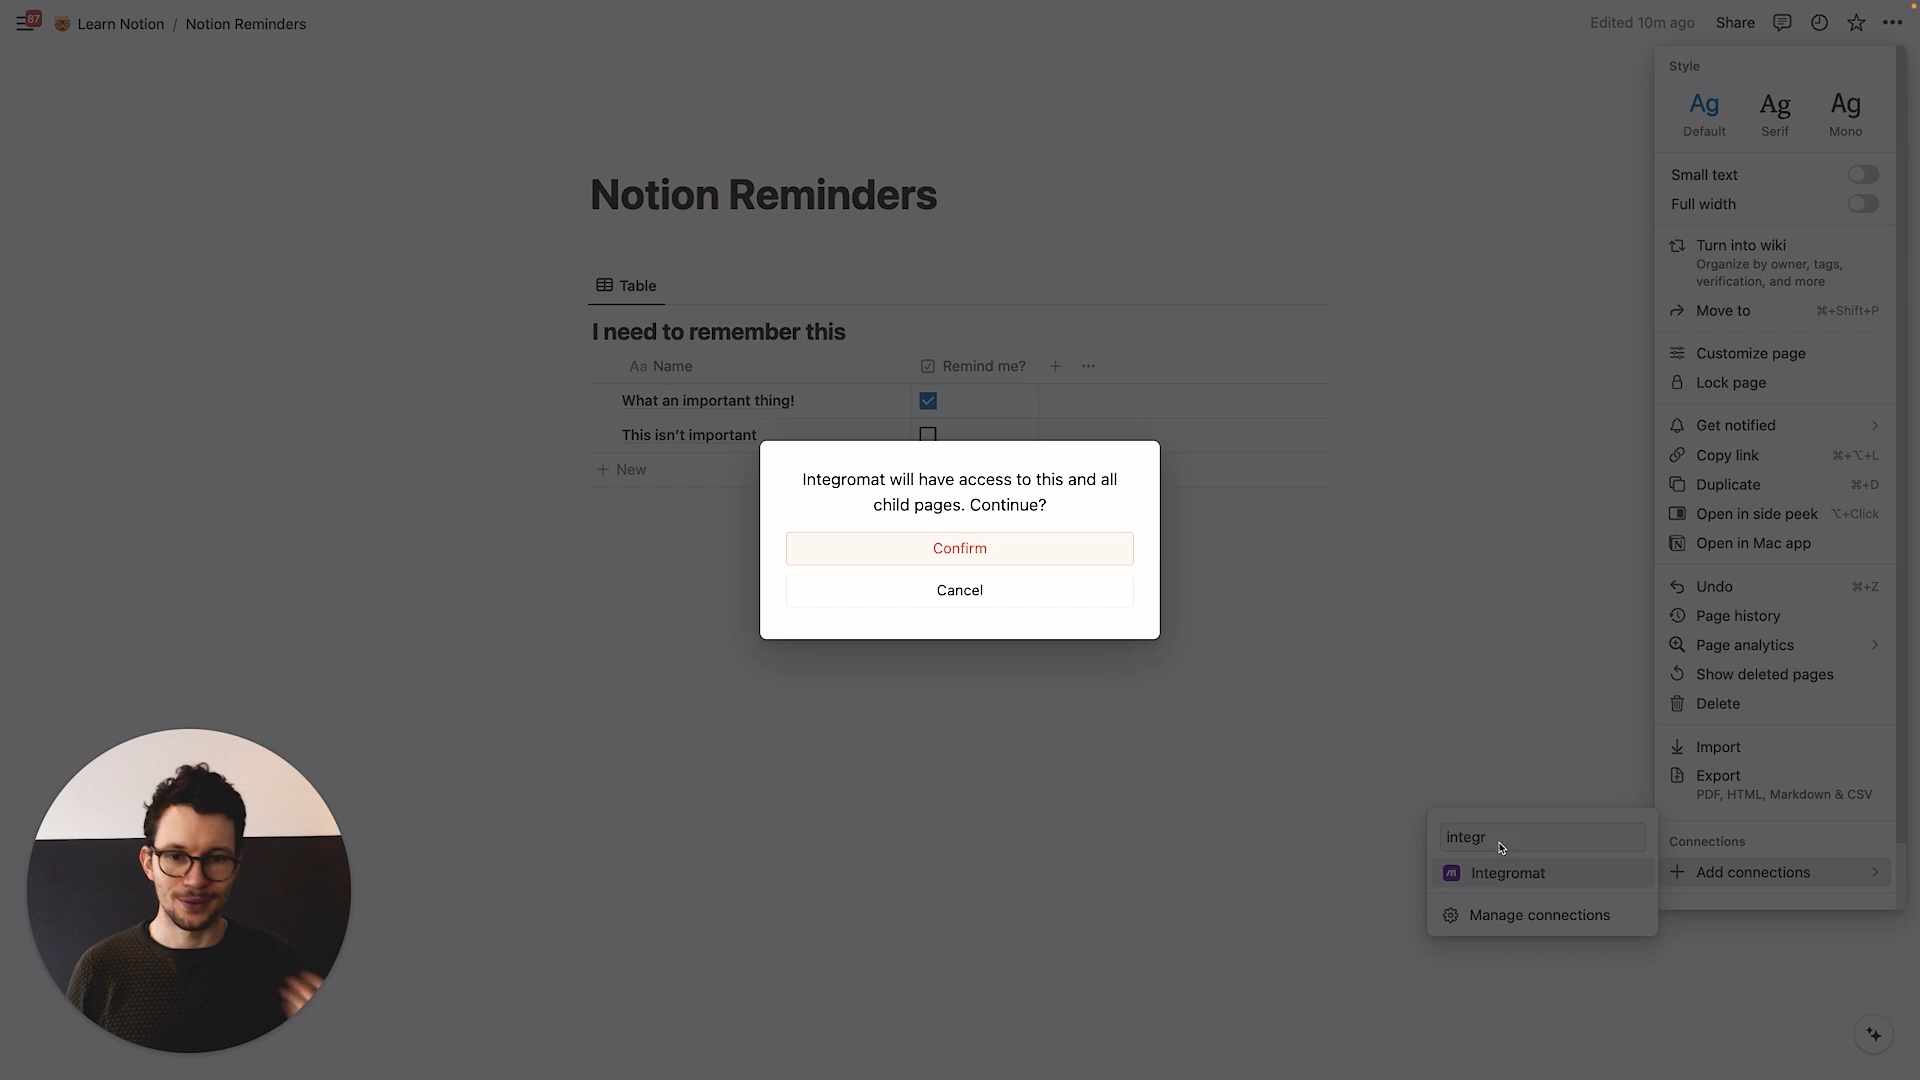 87
Learn Notion / Notion Reminders
Edited 10m ago
Share
Style
Ag Ag Ag
Default Serif Mono
Small text
Full width
Turn into wiki
Organize by owner, tags,
verification, and more
Move to ⌘+Shift+P
Customize page
Lock page
Get notified
Copy link ⌘+⌥+L
Duplicate ⌘+D
Open in side peek ⌥+Click
Open in Mac app
Undo ⌘+Z
Page history
Page analytics
Show deleted pages
Delete
Import
Export
PDF, HTML, Markdown & CSV
Connections
Add connections
Notion Reminders
Table
I need to remember this
Aa Name Remind me?
What an important thing!
This isn't important
New
Integromat will have access to this and all
child pages. Continue?
Confirm
Cancel
integr
Integromat
Manage connections